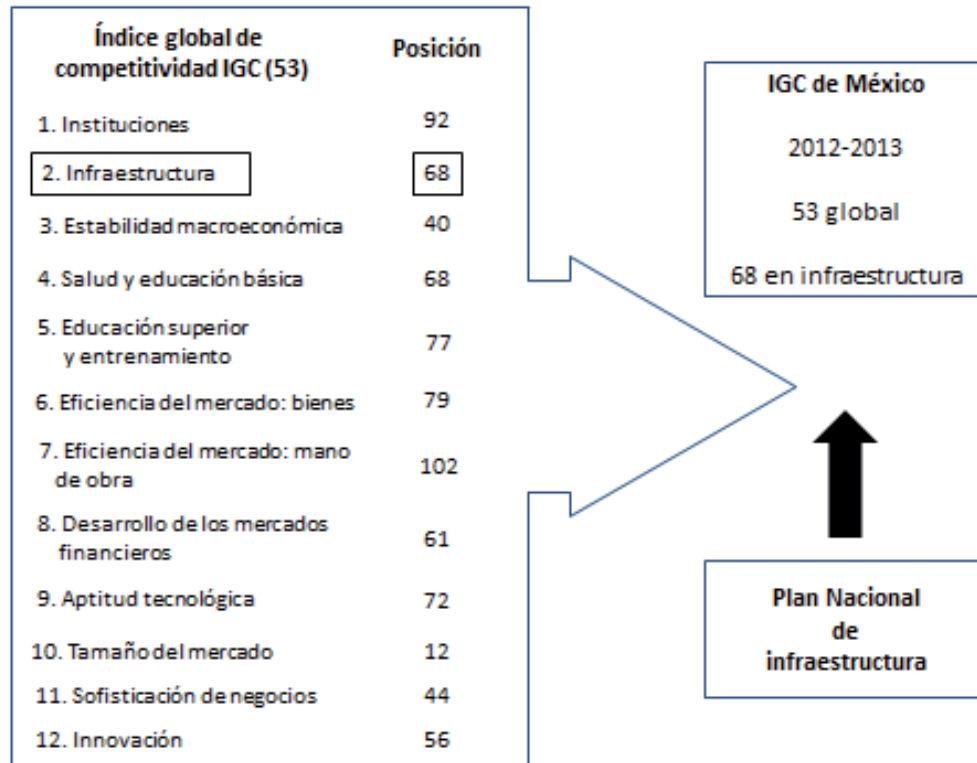 Índice global de
competitividad IGC (53)
Posición
1. Instituciones 92
2. Infraestructura 68
3. Estabilidad macroeconómica 40
4. Salud y educación básica 68
5. Educación superior
y entrenamiento 77
6. Eficiencia del mercado: bienes 79
7. Eficiencia del mercado: mano
de obra 102
8. Desarrollo de los mercados
financieros 61
9. Aptitud tecnológica 72
10. Tamaño del mercado 12
11. Sofisticación de negocios 44
12. Innovación 56
IGC de México
2012-2013
53 global
68 en infraestructura
Plan Nacional
de
infraestructura